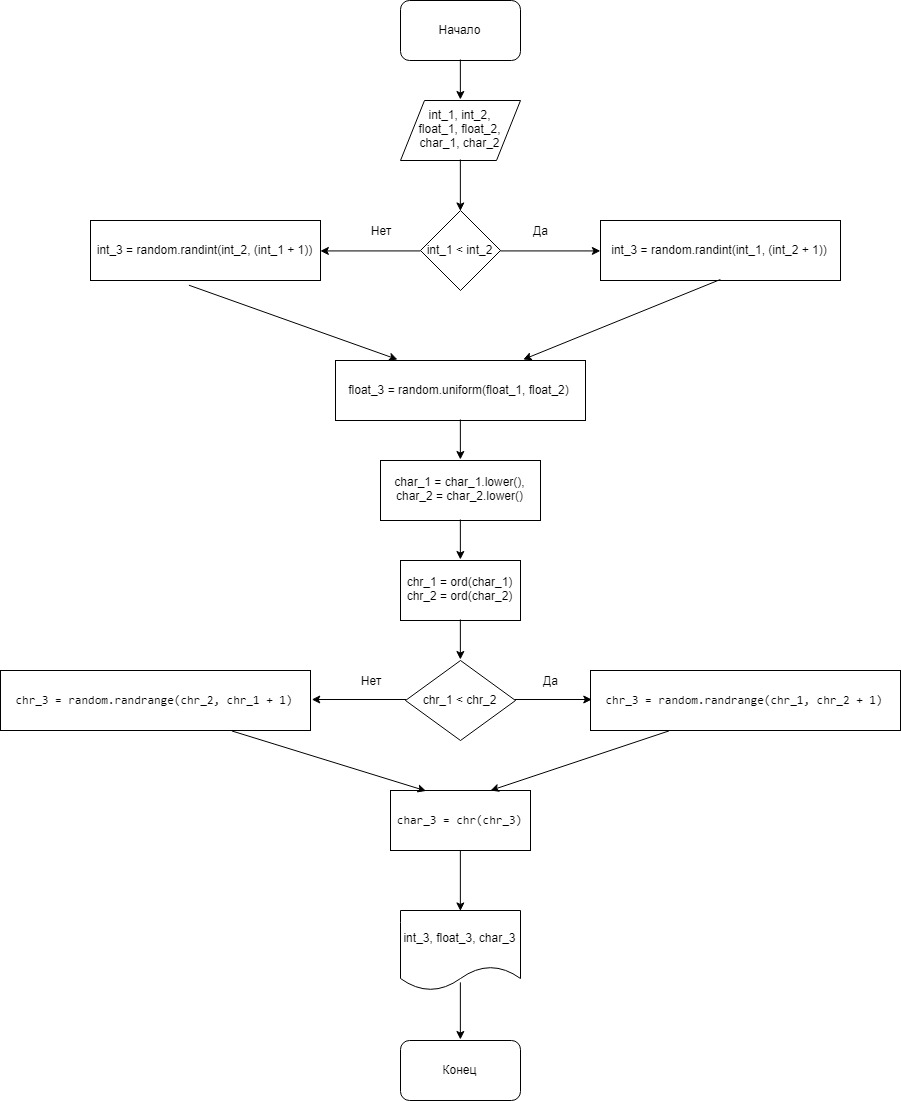 Начало
int_1, int_2,
float_1, float_2,
char_1, char_2
Нет
Да
int_3 = random.randint(int_2, (int_1 + 1))
int_1 < int_2
int_3 = random.randint(int_1, (int_2 + 1))
float_3 = random.uniform(float_1, float_2)
char_1 = char_1.lower(),
char_2 = char_2.lower()
chr_1 = ord(char_1)
chr_2 = ord(char_2)
Нет
Да
chr_3 = random.randrange(chr_2, chr_1 + 1)
chr_1 < chr_2
chr_3 = random.randrange(chr_1, chr_2 + 1)
char_3 = chr(chr_3)
int_3, float_3, char_3
Конец